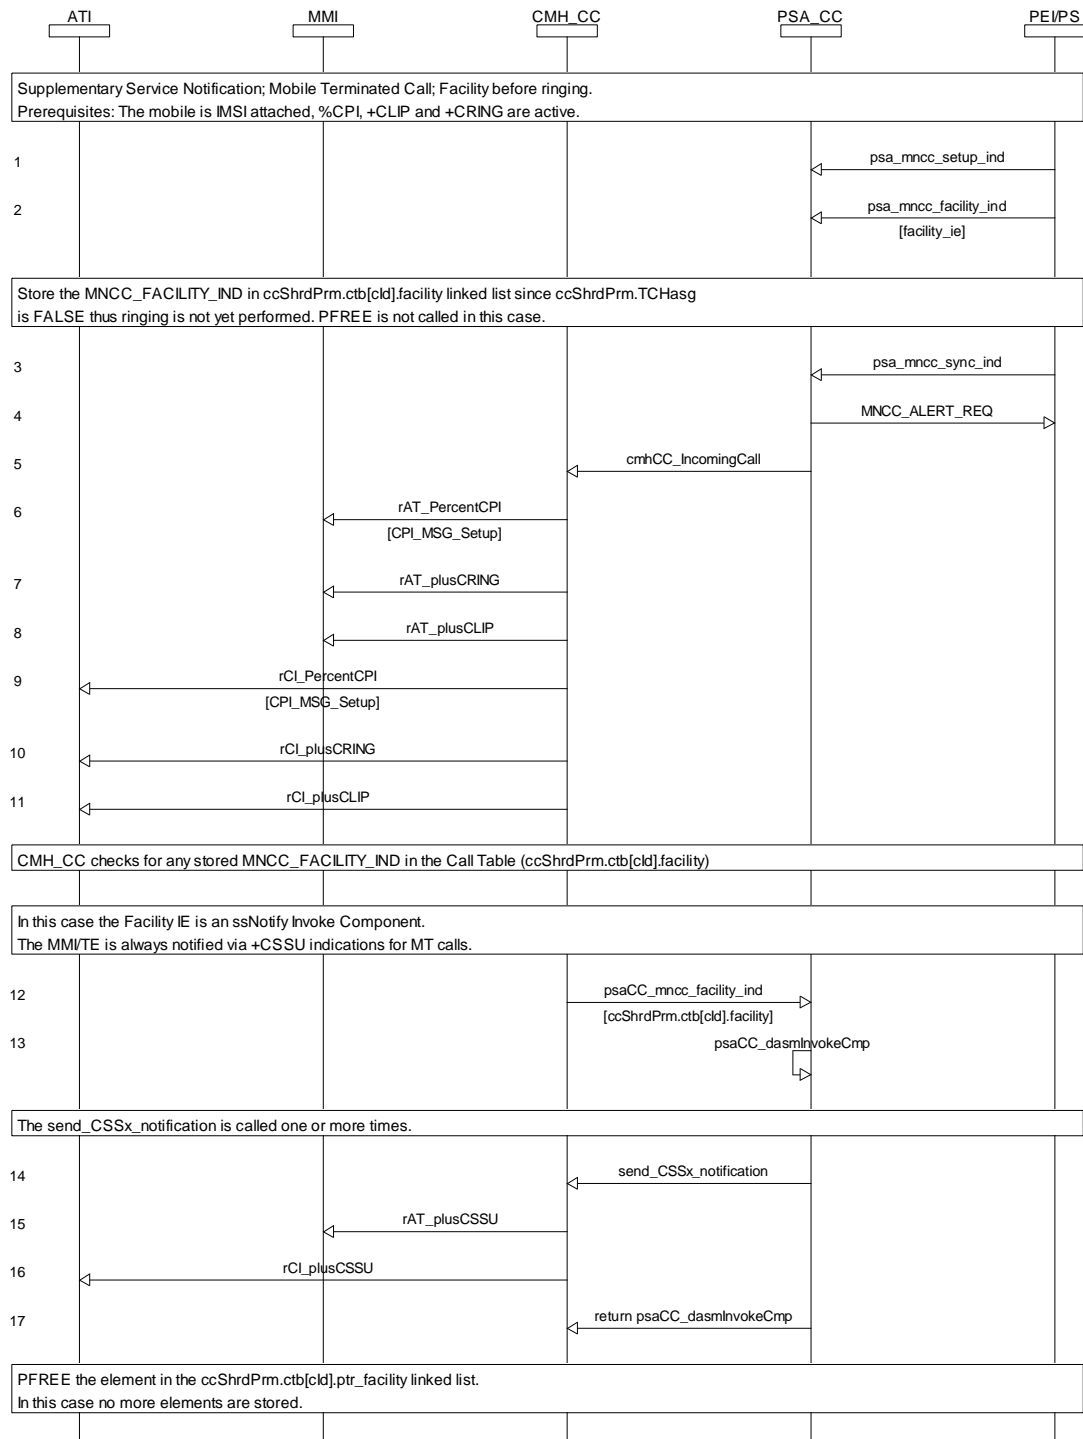 ATI MMI CMH_CC PSA_CC PEI/PS
Supplementary Service Notification; Mobile Terminated Call; Facility before ringing.
Prerequisites: The mobile is IMSI attached, %CPI, +CLIP and +CRING are active.
1 psa_mncc_setup_ind
2 psa_mncc_facility_ind
[facility_ie]
Store the MNCC_FACILITY_IND in ccShrdPrm.ctb[cId].facility linked list since ccShrdPrm.TCHasg
is FALSE thus ringing is not yet performed. PFREE is not called in this case.
3 psa_mncc_sync_ind
4 MNCC_ALERT_REQ
5 cmhCC_IncomingCall
6 rAT_PercentCPI
[CPI_MSG_Setup]
7 rAT_plusCRING
8 rAT_plusCLIP
9 rCI_PercentCPI
[CPI_MSG_Setup]
10 rCI_plusCRING
11 rCI_plusCLIP
CMH_CC checks for any stored MNCC_FACILITY_IND in the Call Table (ccShrdPrm.ctb[cId].facility)
In this case the Facility IE is an ssNotify Invoke Component.
The MMI/TE is always notified via +CSSU indications for MT calls.
12 psaCC_mncc_facility_ind
[ccShrdPrm.ctb[cId].facility]
13 psaCC_dasmInvokeCmp
The send_CSSx_notification is called one or more times.
14 send_CSSx_notification
15 rAT_plusCSSU
16 rCI_plusCSSU
17 return psaCC_dasmInvokeCmp
PFREE the element in the ccShrdPrm.ctb[cId].ptr_facility linked list.
In this case no more elements are stored.